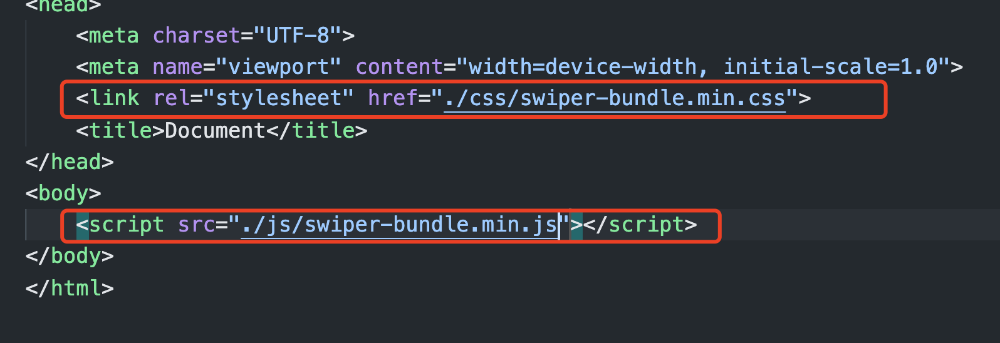 <head>
<meta charset="UTF-8">
<meta name="viewport" content="width=device-width, initial-scale=1.0">
<link rel="stylesheet" href="./css/swiper-bundle.min.css">
<title>Document</title>
</head>
<body>
<script src="./js/swiper-bundle.min.js"></script>
</body>
</html>